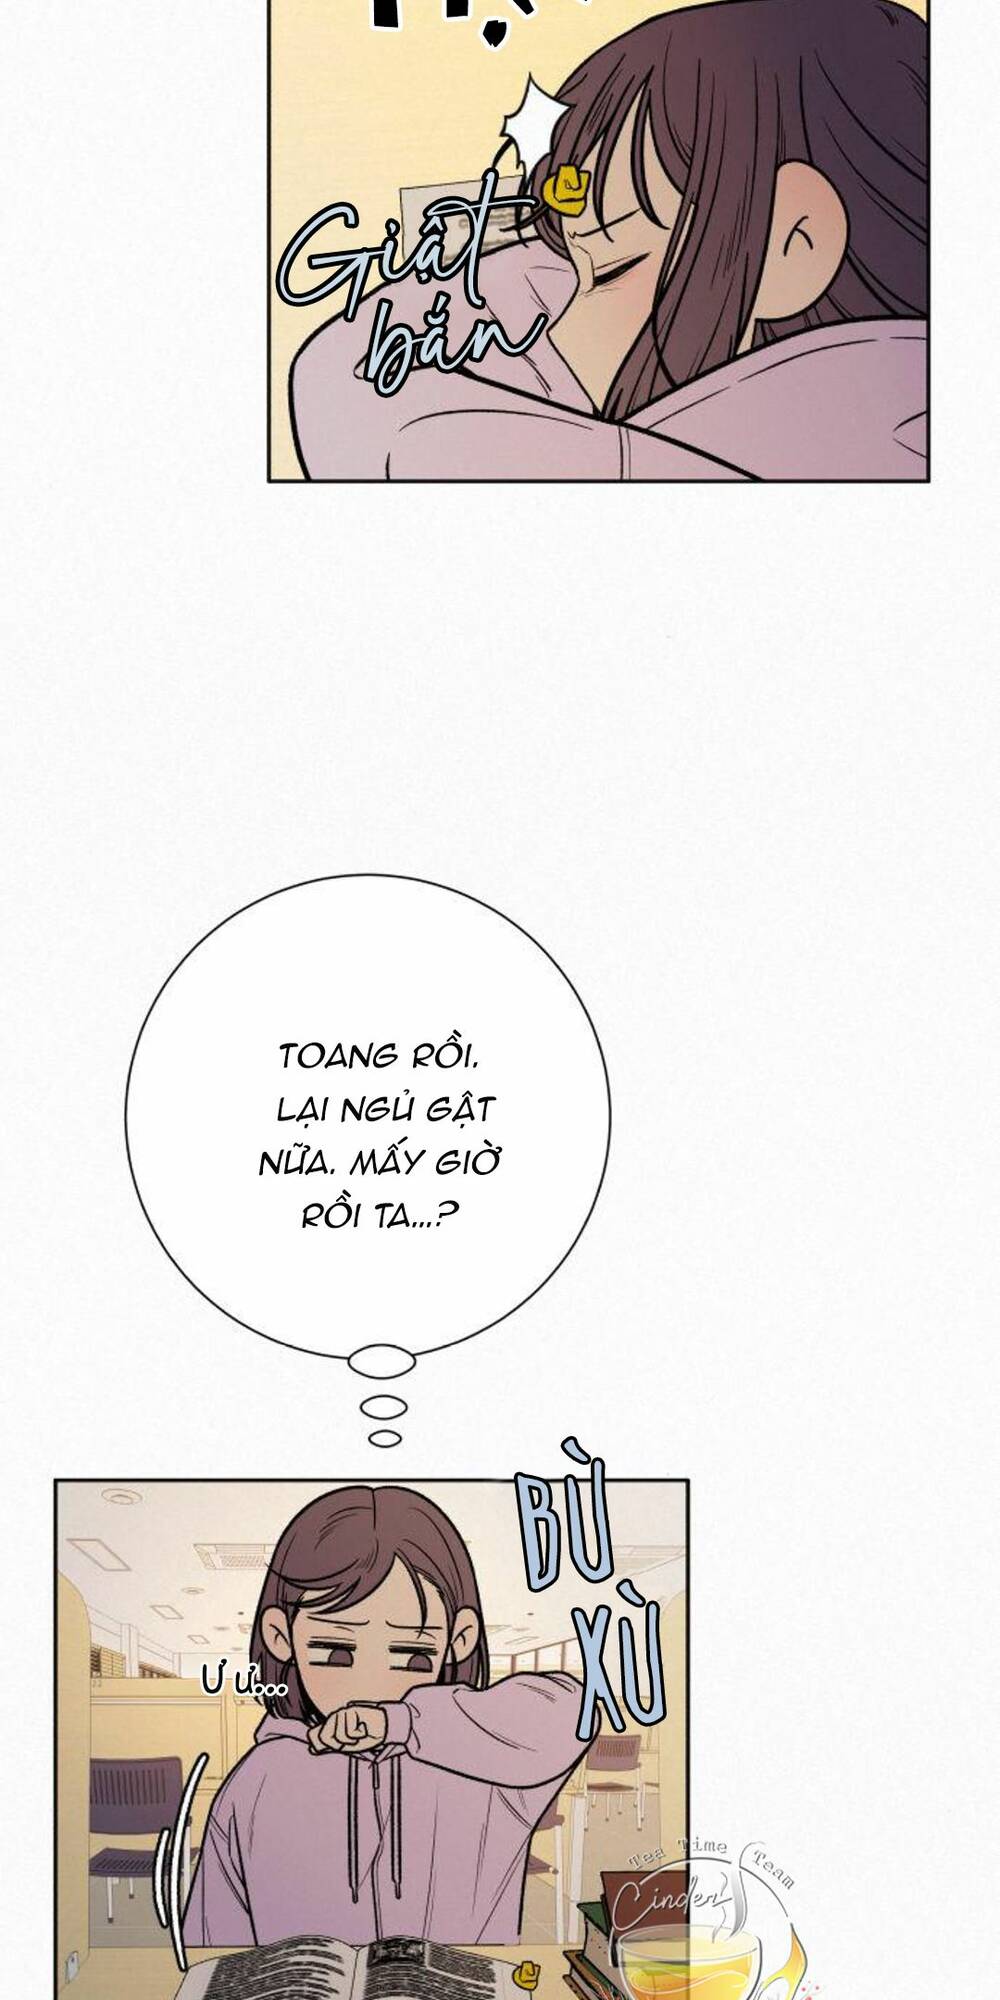 Giật
bắn
TOANG RỒI.
LẠI NGỦ GẬT
NỮA. MẤY GIỜ
RỒI TA...?
BÙ
XÙ
Ư ư...
Tea Time Team
Cinder